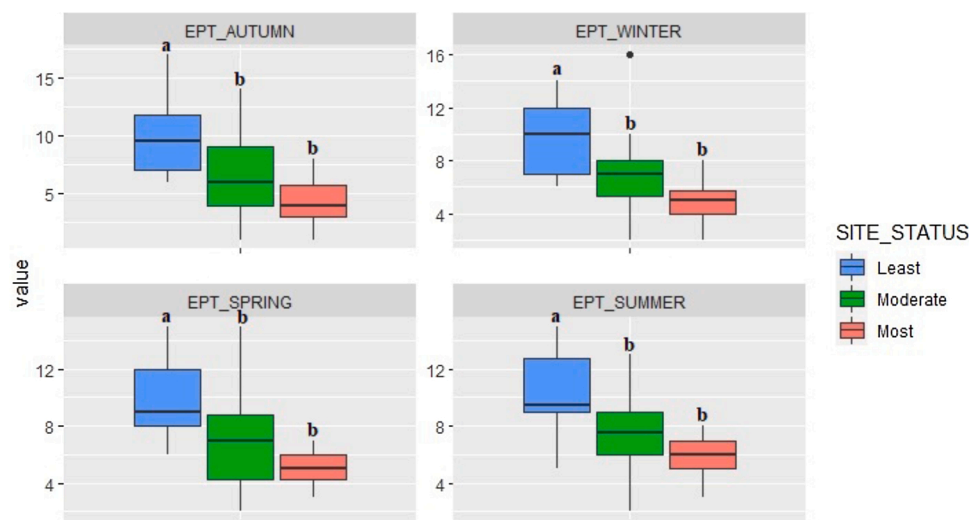 EPT_AUTUMN
EPT_WINTER
a
b
b
15
10
5
16
12
8
4
a
b
b
value
EPT_SPRING
EPT_SUMMER
a
b
b
12
8
4
12
8
4
a
b
b
SITE_STATUS
Least
Moderate
Most